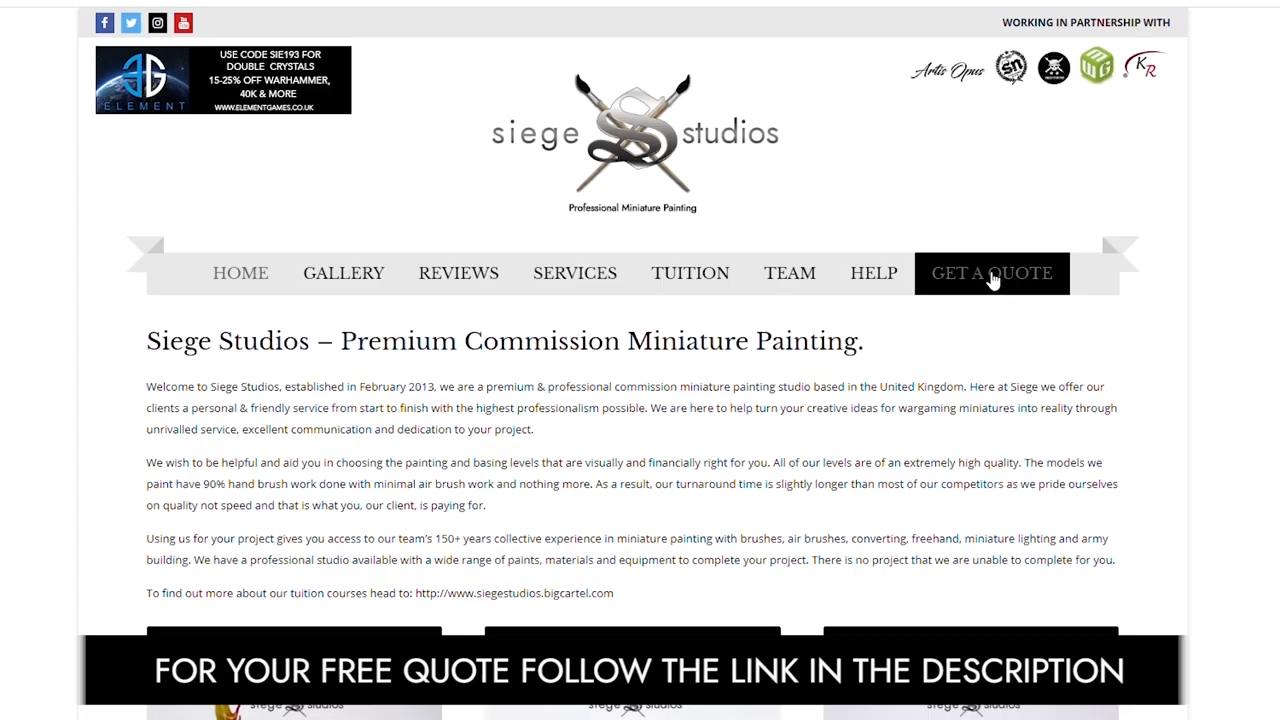 WORKING IN PARTNERSHIP WITH
USE CODE SIE193 FOR
DOUBLE CRYSTALS
15-25% OFF WARHAMMER,
40K & MORE
WWW.ELEMENTGAMES.CO.UK
ELEMENT
Artis Opus
sn
MWG
KR
siege S studios
Professional Miniature Painting
HOME GALLERY REVIEWS SERVICES TUITION TEAM HELP GET A QUOTE
Siege Studios – Premium Commission Miniature Painting.
Welcome to Siege Studios, established in February 2013, we are a premium & professional commission miniature painting studio based in the United Kingdom. Here at Siege we offer our
clients a personal & friendly service from start to finish with the highest professionalism possible. We are here to help turn your creative ideas for wargaming miniatures into reality through
unrivalled service, excellent communication and dedication to your project.
We wish to be helpful and aid you in choosing the painting and basing levels that are visually and financially right for you. All of our levels are of an extremely high quality. The models we
paint have 90% hand brush work done with minimal air brush work and nothing more. As a result, our turnaround time is slightly longer than most of our competitors as we pride ourselves
on quality not speed and that is what you, our client, is paying for.
Using us for your project gives you access to our team's 150+ years collective experience in miniature painting with brushes, air brushes, converting, freehand, miniature lighting and army
building. We have a professional studio available with a wide range of paints, materials and equipment to complete your project. There is no project that we are unable to complete for you.
To find out more about our tuition courses head to: http://www.siegestudios.bigcartel.com
FOR YOUR FREE QUOTE FOLLOW THE LINK IN THE DESCRIPTION
siege studios siege studios siege studios